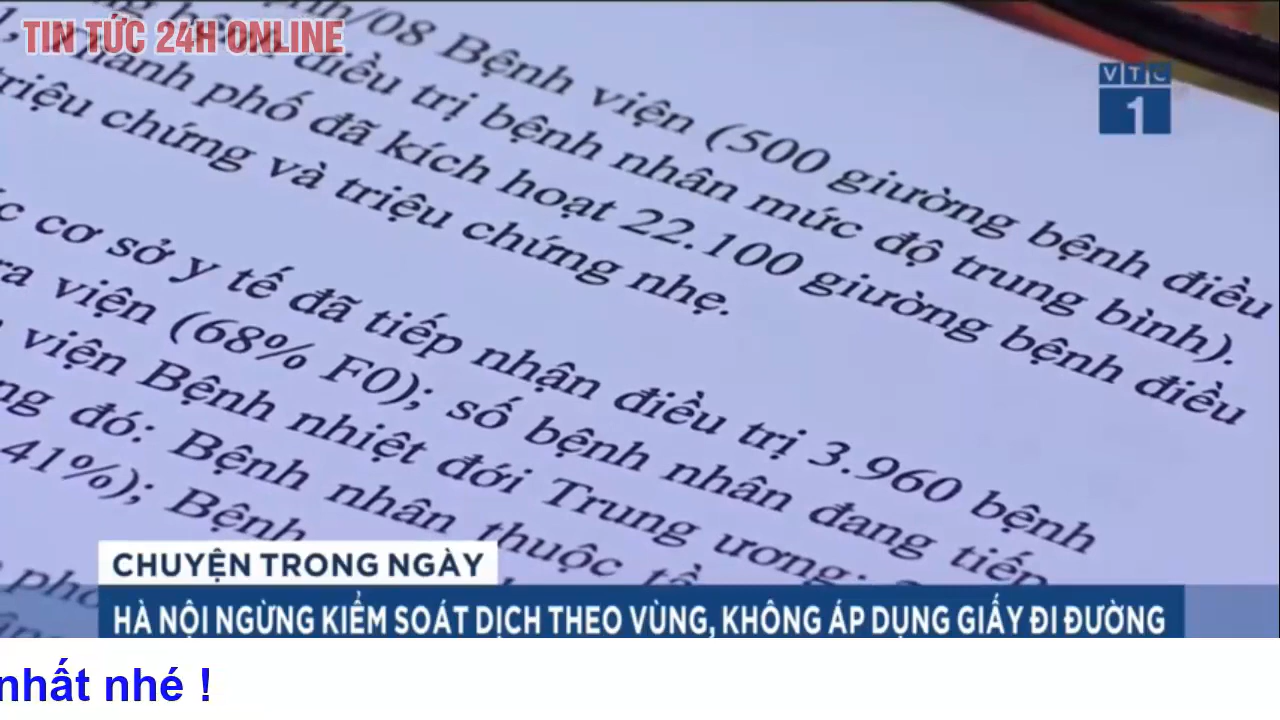 TIN TỨC 24H ONLINE
VTC
1
/08 Bệnh viện (500 giường bệnh điều
điều trị bệnh nhân mức độ trung bình).
Thành phố đã kích hoạt 22.100 giường bệnh điều
triệu chứng và triệu chứng nhẹ.
cơ sở y tế đã tiếp nhận điều trị 3.960 bệnh
ra viện (68% F0); số bệnh nhân đang tiếp
viện Bệnh nhiệt đới Trung ương:
đó: Bệnh nhân thuộc
41%); Bệnh
CHUYỆN TRONG NGÀY
HÀ NỘI NGỪNG KIỂM SOÁT DỊCH THEO VÙNG, KHÔNG ÁP DỤNG GIẤY ĐI ĐƯỜNG
nhất nhé !